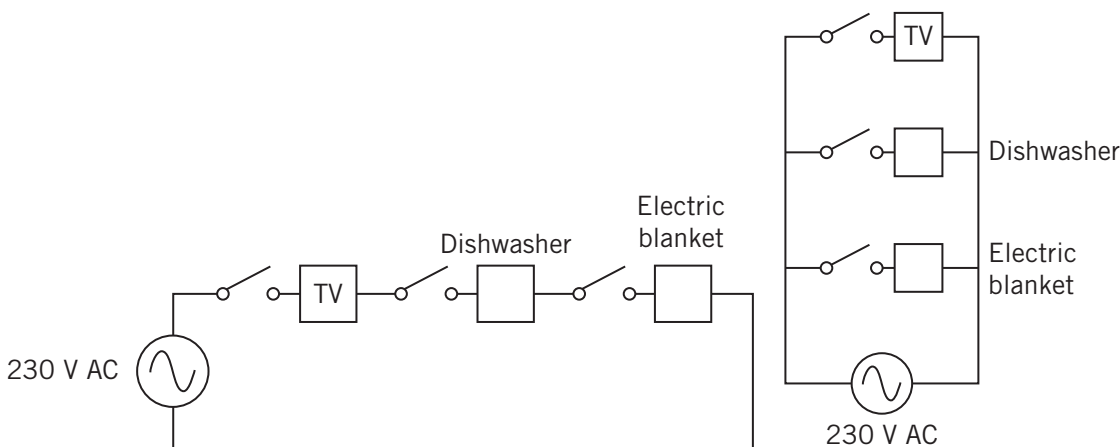 TV
Dishwasher
Electric
blanket
230 V AC
TV
Dishwasher
Electric
blanket
230 V AC